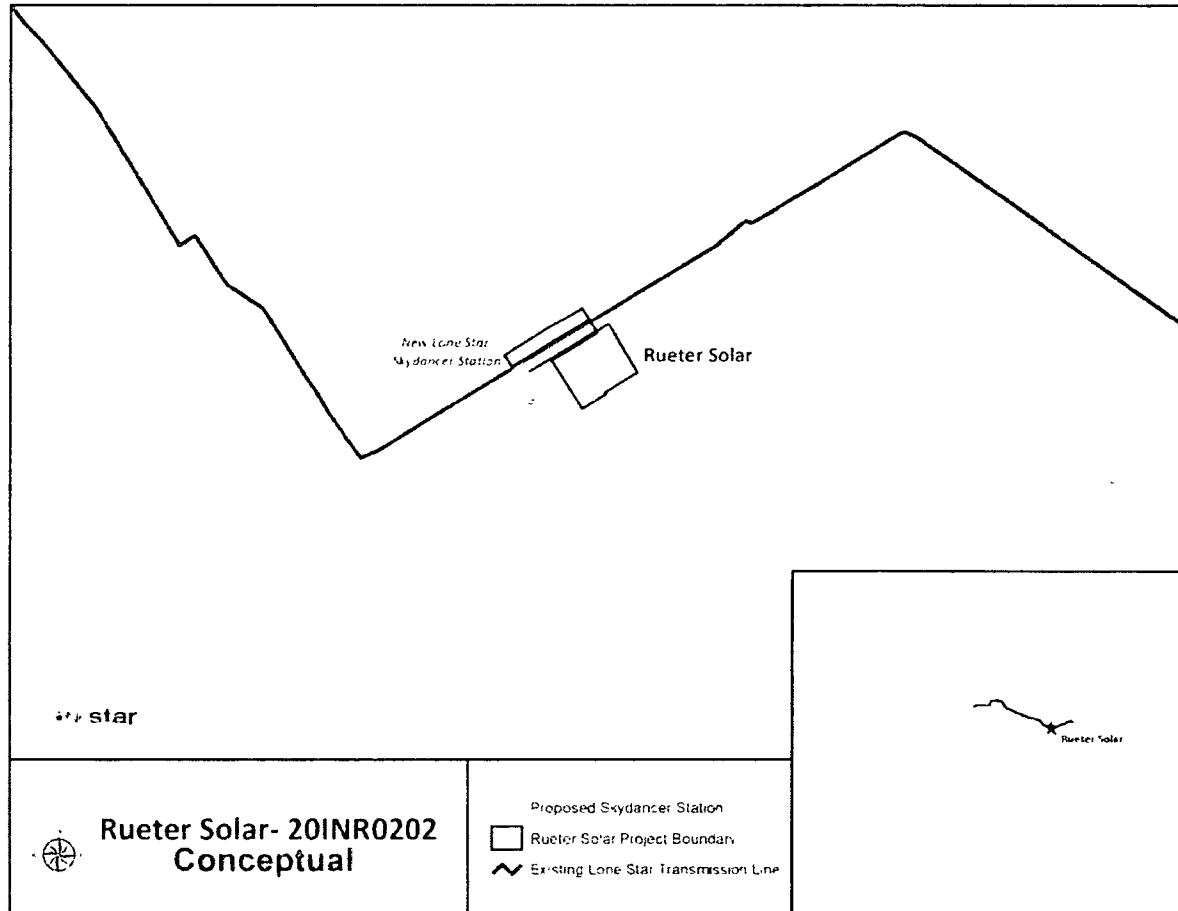 New Lone Star
Skydancer Station
Rueter Solar
star
Rueter Solar
Rueter Solar- 20INR0202
Conceptual
Proposed Skydancer Station
Rueter Solar Project Boundary
Existing Lone Star Transmission Line